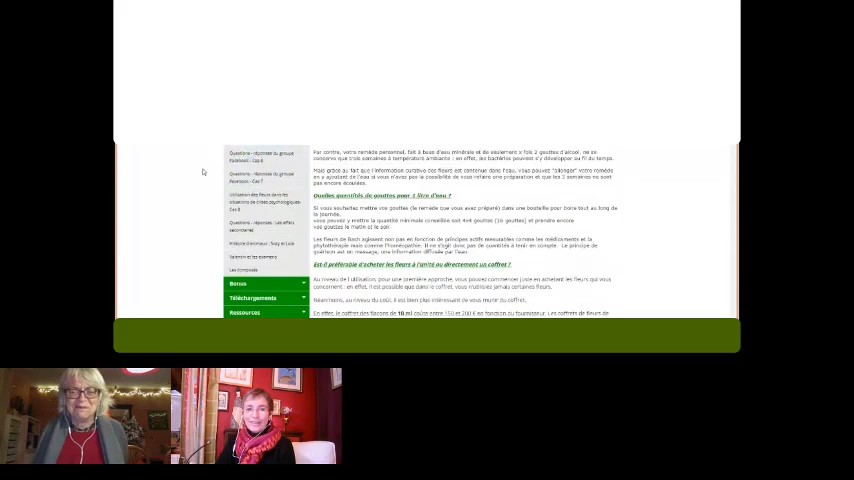 Questions - réponses du groupe
Facebook - Cas 6
Questions - réponses du groupe
Facebook - Cas 7
Utilisation des fleurs dans les
situations de crises psychologiques-
Cas 8
Questions - réponses : Les effets
secondaires
Histoire d'animaux : Suzy et Lola
Valentin et les examens
Les composés
Bonus
Téléchargements
Ressources
Par contre, votre remède personnel, fait à base d'eau minérale et de seulement x fois 2 gouttes d'alcool, ne se
conserve que trois semaines à température ambiante : en effet, les bactéries peuvent s'y développer au fil du temps.
Mais grâce au fait que l'information curative des fleurs est contenue dans l'eau, vous pouvez "allonger" votre remède
en y ajoutant de l'eau si vous n'avez pas la possibilité de vous refaire une préparation et que les 3 semaines ne sont
pas encore écoulées.
Quelles quantités de gouttes pour 1 litre d'eau ?
Si vous souhaitez mettre vos gouttes (le remède que vous avez préparé) dans une bouteille pour boire tout au long de
la journée,
vous pouvez y mettre la quantité minimale conseillée soit 4x4 gouttes (16 gouttes) et prendre encore
vos gouttes le matin et le soir.
Les fleurs de Bach agissent non pas en fonction de principes actifs mesurables comme les médicaments et la
phytothérapie mais comme l'homéopathie. Il ne s'agit donc pas de quantités à tenir en compte. Le principe de
guérison est un message, une information diffusée par l'eau.
Est-il préférable d'acheter les fleurs à l'unité ou directement un coffret ?
Au niveau de l'utilisation, pour une première approche, vous pouvez commencer juste en achetant les fleurs qui vous
concernent : en effet, il est possible que dans le coffret, vous n'utilisiez jamais certaines fleurs.
Néanmoins, au niveau du coût, il est bien plus intéressant de vous munir du coffret.
En effet, le coffret des flacons de 10 ml coûte entre 150 et 200 € en fonction du fournisseur. Les coffrets de fleurs de